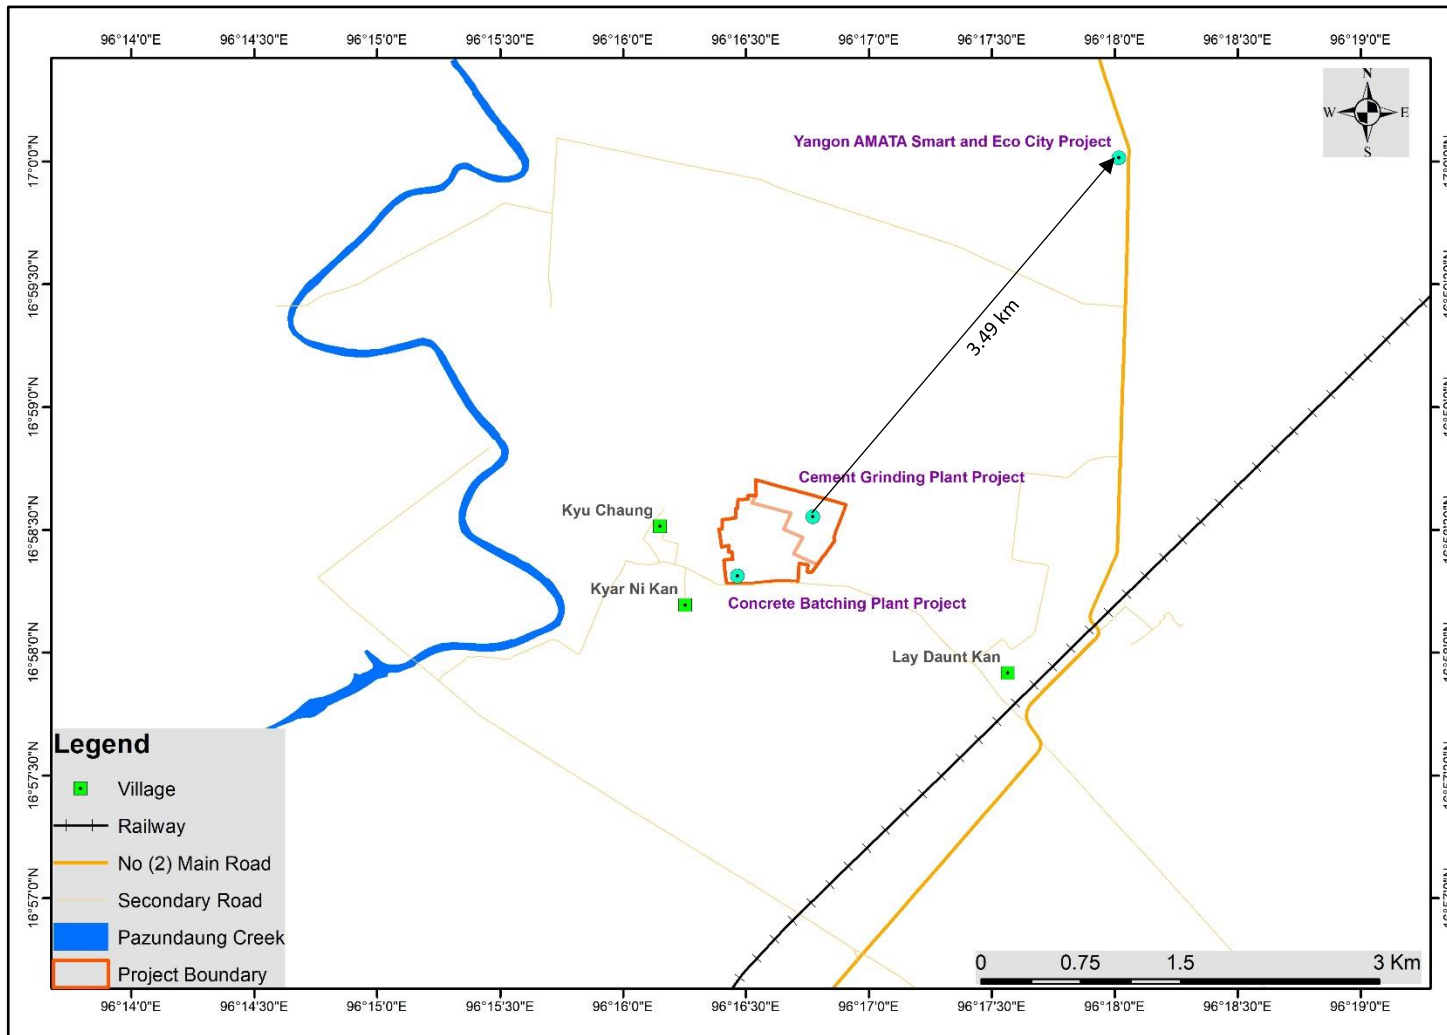 96°14'0"E 96°14'30"E 96°15'0"E 96°15'30"E 96°16'0"E 96°16'30"E 96°17'0"E 96°17'30"E 96°18'0"E 96°18'30"E 96°19'0"E
N
W E
S
Yangon AMATA Smart and Eco City Project
17°0'0"N
17°0'0"N
16°59'30"N
3.49 km
16°59'0"N
Cement Grinding Plant Project
Kyu Chaung
16°58'30"N
Kyar Ni Kan
Concrete Batching Plant Project
Lay Daunt Kan
16°58'0"N
16°57'30"N
16°57'0"N
Legend
Village
Railway
No (2) Main Road
Secondary Road
Pazundaung Creek
Project Boundary
0 0.75 1.5 3 Km
96°14'0"E 96°14'30"E 96°15'0"E 96°15'30"E 96°16'0"E 96°16'30"E 96°17'0"E 96°17'30"E 96°18'0"E 96°18'30"E 96°19'0"E